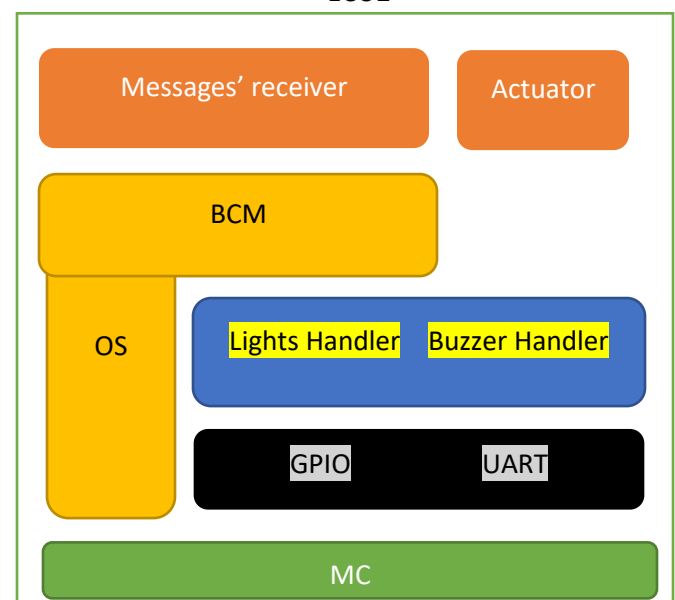 Messages’ receiver
Actuator
BCM
OS
Lights Handler
Buzzer Handler
GPIO
UART
MC